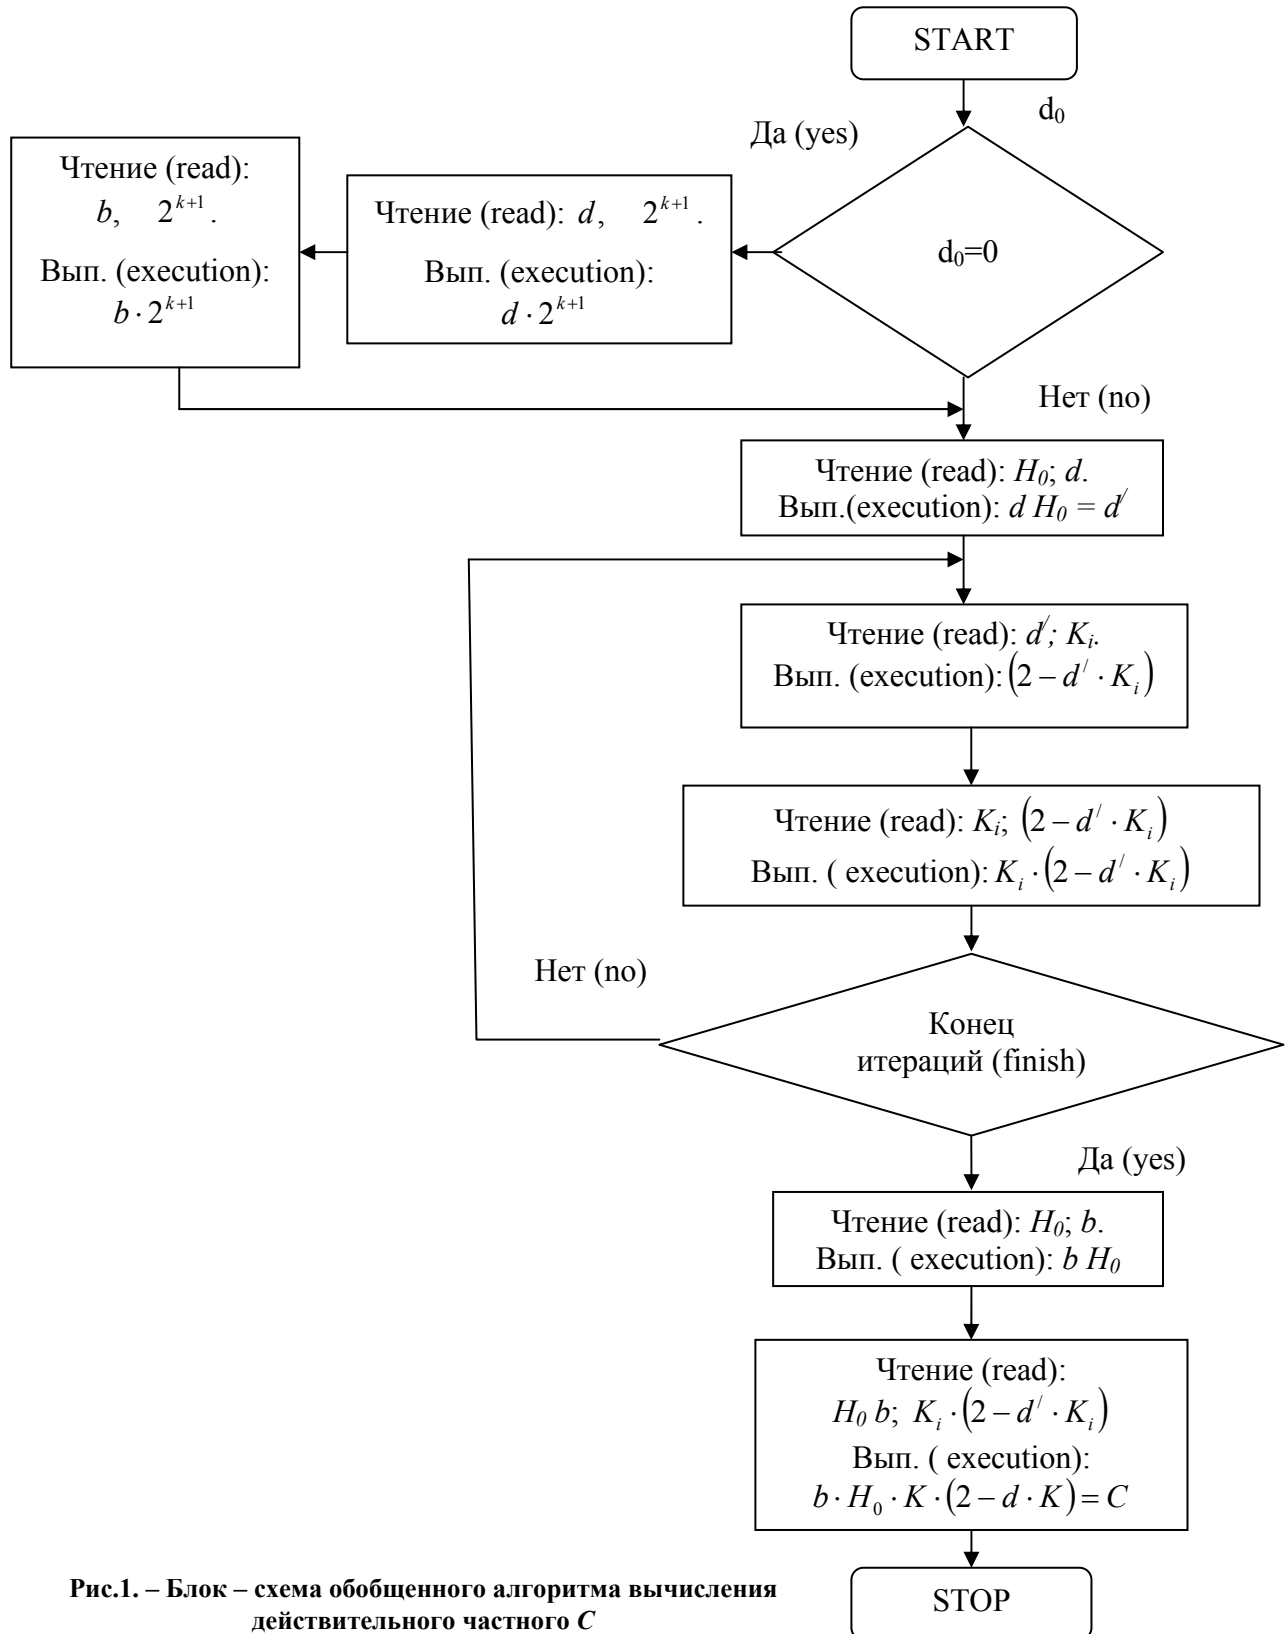 START
d₀
Да (yes)
d₀=0
Чтение (read): d, 2ᵏ⁺¹.
Вып. (execution):
d · 2ᵏ⁺¹
Чтение (read):
b, 2ᵏ⁺¹.
Вып. (execution):
b · 2ᵏ⁺¹
Нет (no)
Чтение (read): H₀; d.
Вып.(execution): d H₀ = d′
Чтение (read): d′; Kᵢ.
Вып. (execution): (2 − d′ · Kᵢ)
Чтение (read): Kᵢ; (2 − d′ · Kᵢ)
Вып. ( execution): Kᵢ · (2 − d′ · Kᵢ)
Нет (no)
Конец
итераций (finish)
Да (yes)
Чтение (read): H₀; b.
Вып. ( execution): b H₀
Чтение (read):
H₀ b; Kᵢ · (2 − d′ · Kᵢ)
Вып. ( execution):
b · H₀ · K · (2 − d · K) = C
STOP
Рис.1. – Блок – схема обобщенного алгоритма вычисления
действительного частного C